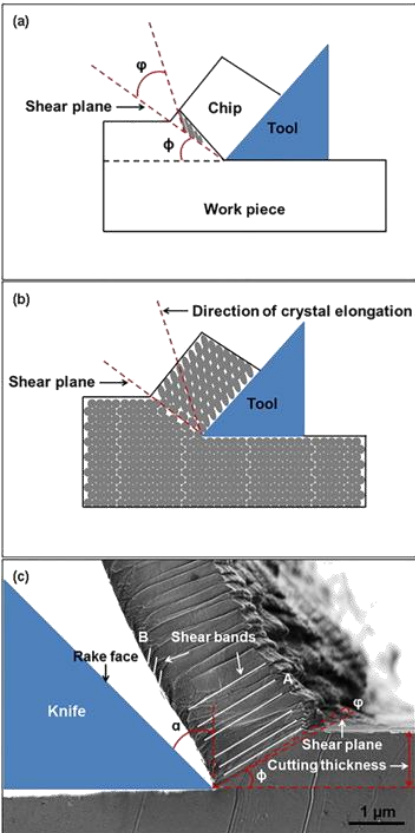 (a)
φ
Shear plane
Chip
Tool
ϕ
Work piece
(b)
Direction of crystal elongation
Shear plane
Tool
(c)
B
Shear bands
Rake face
A
Knife
α
φ
Shear plane
ϕ
Cutting thickness
1 μm